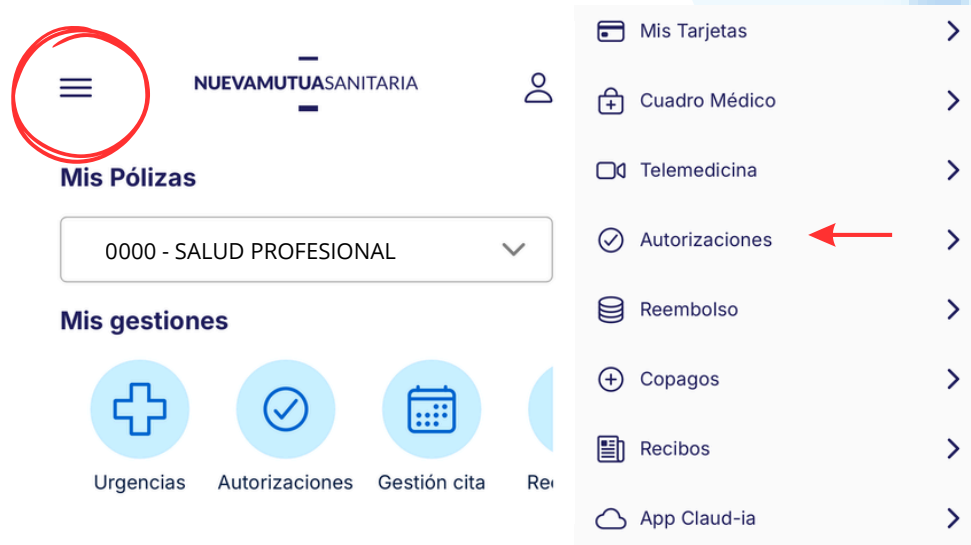 NUEVAMUTUASANITARIA
Mis Pólizas
0000 - SALUD PROFESIONAL
Mis gestiones
Urgencias
Autorizaciones
Gestión cita
Mis Tarjetas
Cuadro Médico
Telemedicina
Autorizaciones
Reembolso
Copagos
Recibos
App Claud-ia